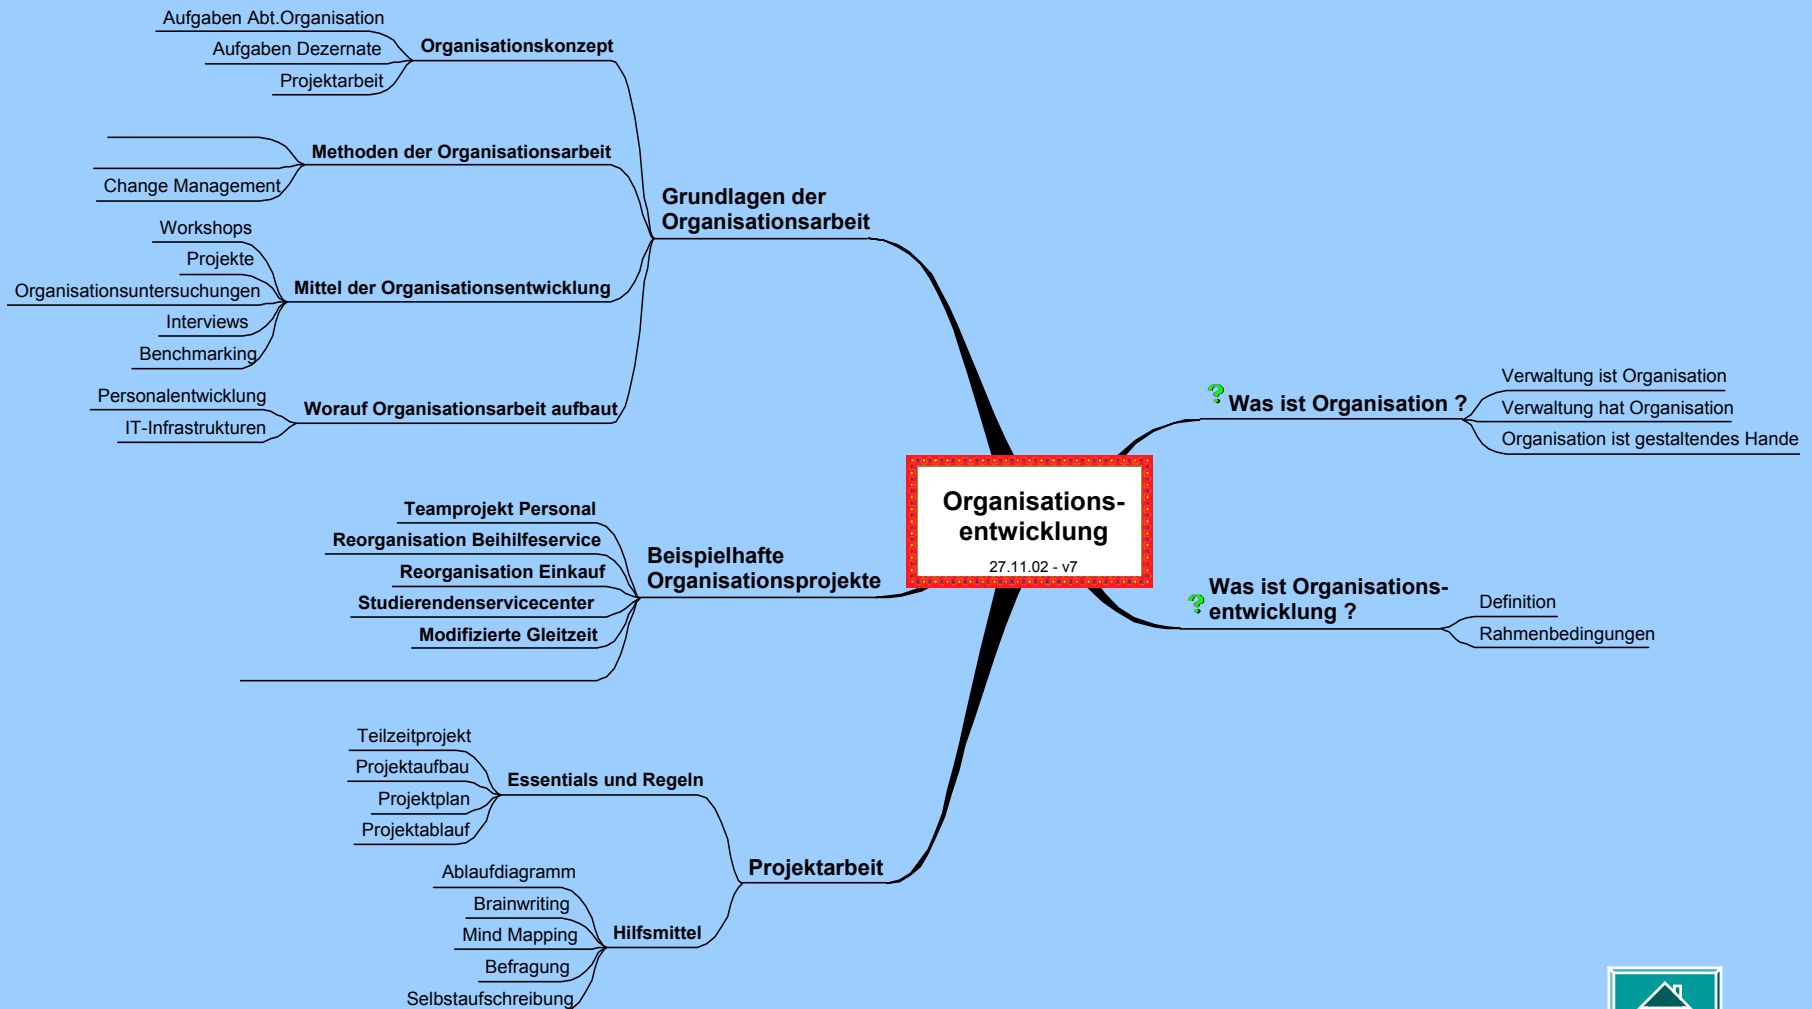 Aufgaben Abt.Organisation
Aufgaben Dezernate
Projektarbeit
Organisationskonzept
Methoden der Organisationsarbeit
Change Management
Workshops
Projekte
Organisationsuntersuchungen
Interviews
Benchmarking
Mittel der Organisationsentwicklung
Personalentwicklung
IT-Infrastrukturen
Worauf Organisationsarbeit aufbaut
Grundlagen der
Organisationsarbeit
Teamprojekt Personal
Reorganisation Beihilfeservice
Reorganisation Einkauf
Studierendenservicecenter
Modifizierte Gleitzeit
Beispielhafte
Organisationsprojekte
Teilzeitprojekt
Projektaufbau
Projektplan
Projektablauf
Essentials und Regeln
Ablaufdiagramm
Brainwriting
Mind Mapping
Befragung
Selbstaufschreibung
Hilfsmittel
Projektarbeit
Organisations-
entwicklung
27.11.02 - v7
? Was ist Organisation ?
Verwaltung ist Organisation
Verwaltung hat Organisation
Organisation ist gestaltendes Hande
Was ist Organisations-
? entwicklung ?
Definition
Rahmenbedingungen